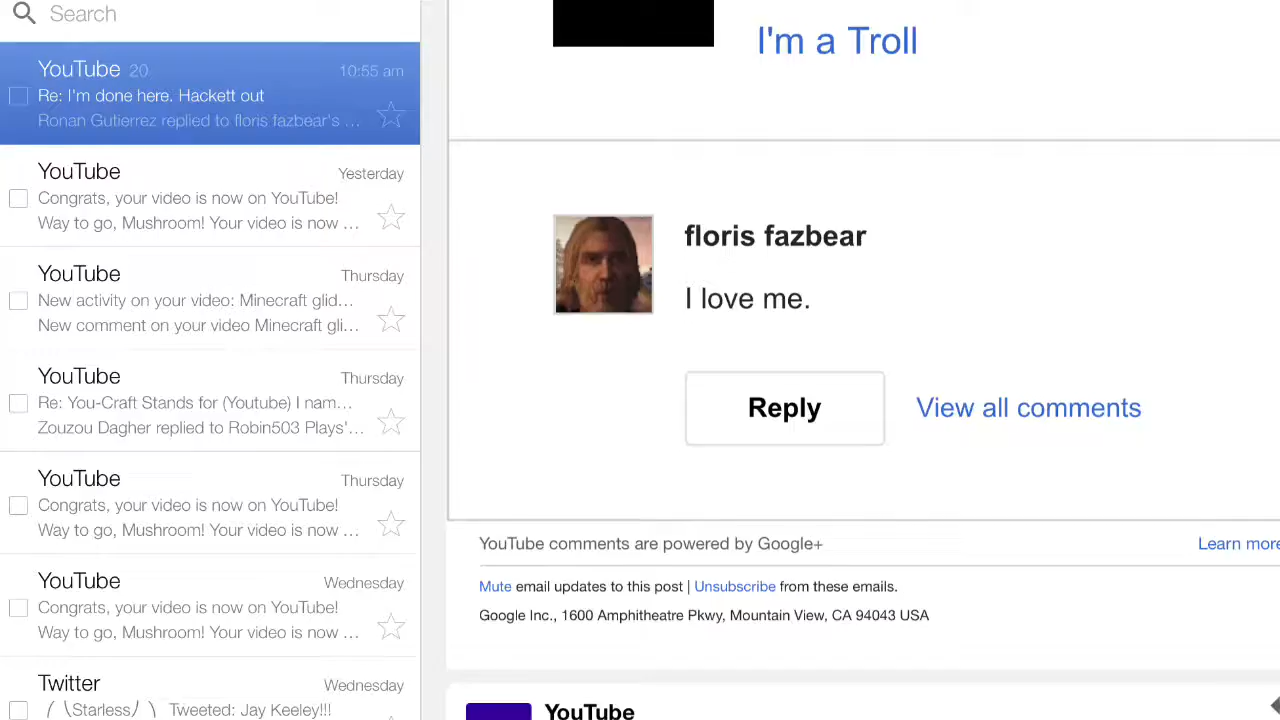 Search
YouTube 20 10:55 am
Re: I'm done here. Hackett out
Ronan Gutierrez replied to floris fazbear's ...
YouTube Yesterday
Congrats, your video is now on YouTube!
Way to go, Mushroom! Your video is now ...
YouTube Thursday
New activity on your video: Minecraft glid...
New comment on your video Minecraft gli...
YouTube Thursday
Re: You-Craft Stands for (Youtube) I nam...
Zouzou Dagher replied to Robin503 Plays'...
YouTube Thursday
Congrats, your video is now on YouTube!
Way to go, Mushroom! Your video is now ...
YouTube Wednesday
Congrats, your video is now on YouTube!
Way to go, Mushroom! Your video is now ...
Twitter Wednesday
/ \Starless/ \ Tweeted: Jay Keeley!!!
I'm a Troll
floris fazbear
I love me.
Reply View all comments
YouTube comments are powered by Google+ Learn more
Mute email updates to this post | Unsubscribe from these emails.
Google Inc., 1600 Amphitheatre Pkwy, Mountain View, CA 94043 USA
YouTube